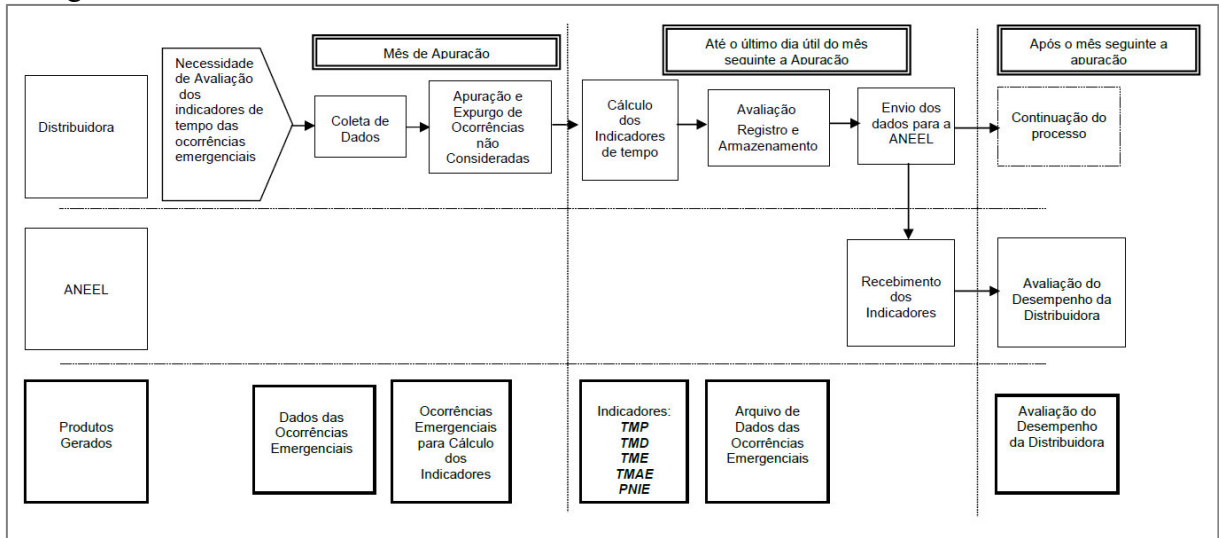 Mês de Apuração
Até o último dia útil do mês
seguinte a Apuração
Após o mês seguinte a
apuração
Distribuidora
Necessidade
de Avaliação
dos
indicadores de
tempo das
ocorrências
emergenciais
Coleta de
Dados
Apuração e
Expurgo de
Ocorrências
não
Consideradas
Cálculo
dos
Indicadores
de tempo
Avaliação
Registro e
Armazenamento
Envio dos
dados para a
ANEEL
Continuação do
processo
ANEEL
Recebimento
dos
Indicadores
Avaliação do
Desempenho da
Distribuidora
Produtos
Gerados
Dados das
Ocorrências
Emergenciais
Ocorrências
Emergenciais
para Cálculo
dos
Indicadores
Indicadores:
TMP
TMD
TME
TMAE
PNIE
Arquivo de
Dados das
Ocorrências
Emergenciais
Avaliação do
Desempenho
da Distribuidora